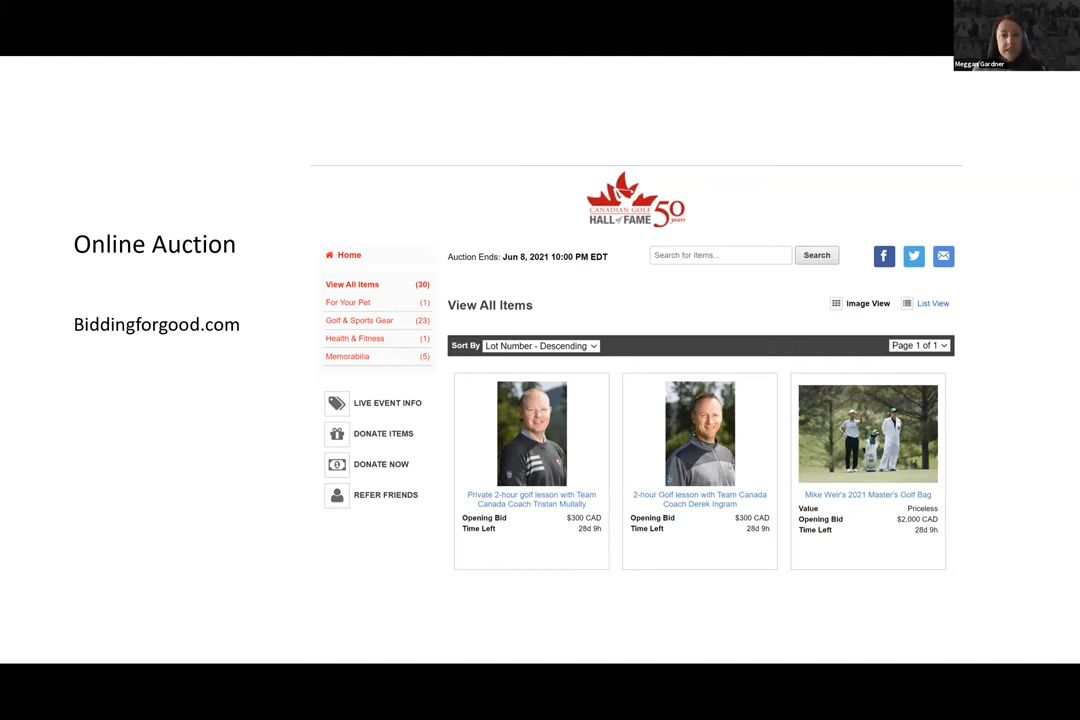 Meggan Gardner
CANADIAN GOLF
HALL of FAME
50
years
Online Auction
Biddingforgood.com
Home
Auction Ends: Jun 8, 2021 10:00 PM EDT
Search for Items...
Search
View All Items (30)
For Your Pet (1)
Golf & Sports Gear (23)
Health & Fitness (1)
Memorabilia (5)
View All Items
Image View
List View
Sort By Lot Number - Descending
Page 1 of 1
LIVE EVENT INFO
DONATE ITEMS
DONATE NOW
REFER FRIENDS
Private 2-hour golf lesson with Team
Canada Coach Tristan Mullally
Opening Bid $300 CAD
Time Left 28d 9h
2-hour Golf lesson with Team Canada
Coach Derek Ingram
Opening Bid $300 CAD
Time Left 28d 9h
Mike Weir's 2021 Master's Golf Bag
Value Priceless
Opening Bid $2,000 CAD
Time Left 28d 9h